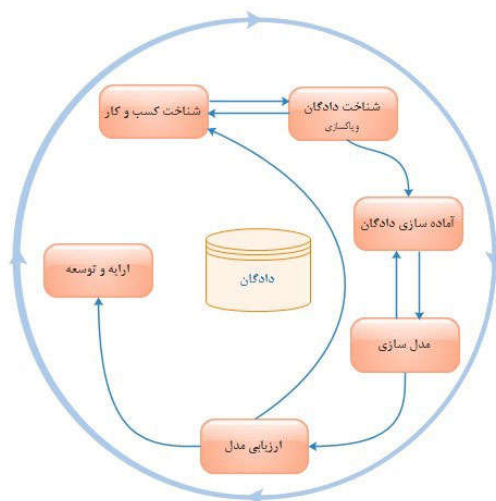 شناخت کسب و کار
شناخت دادگان
وپاکسازی
آماده سازی دادگان
دادگان
ارایه و توسعه
مدل سازی
ارزیابی مدل